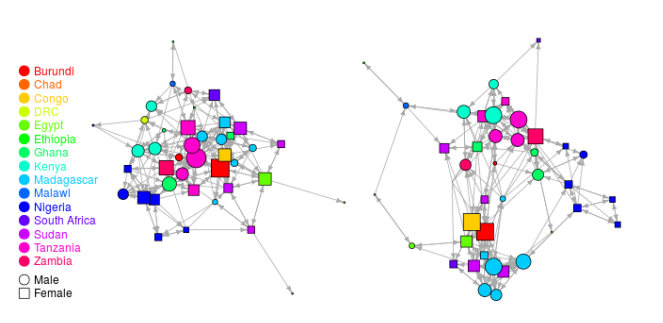 Burundi
Chad
Congo
DRC
Egypt
Ethiopia
Ghana
Kenya
Madagascar
Malawi
Nigeria
South Africa
Sudan
Tanzania
Zambia
Male
Female